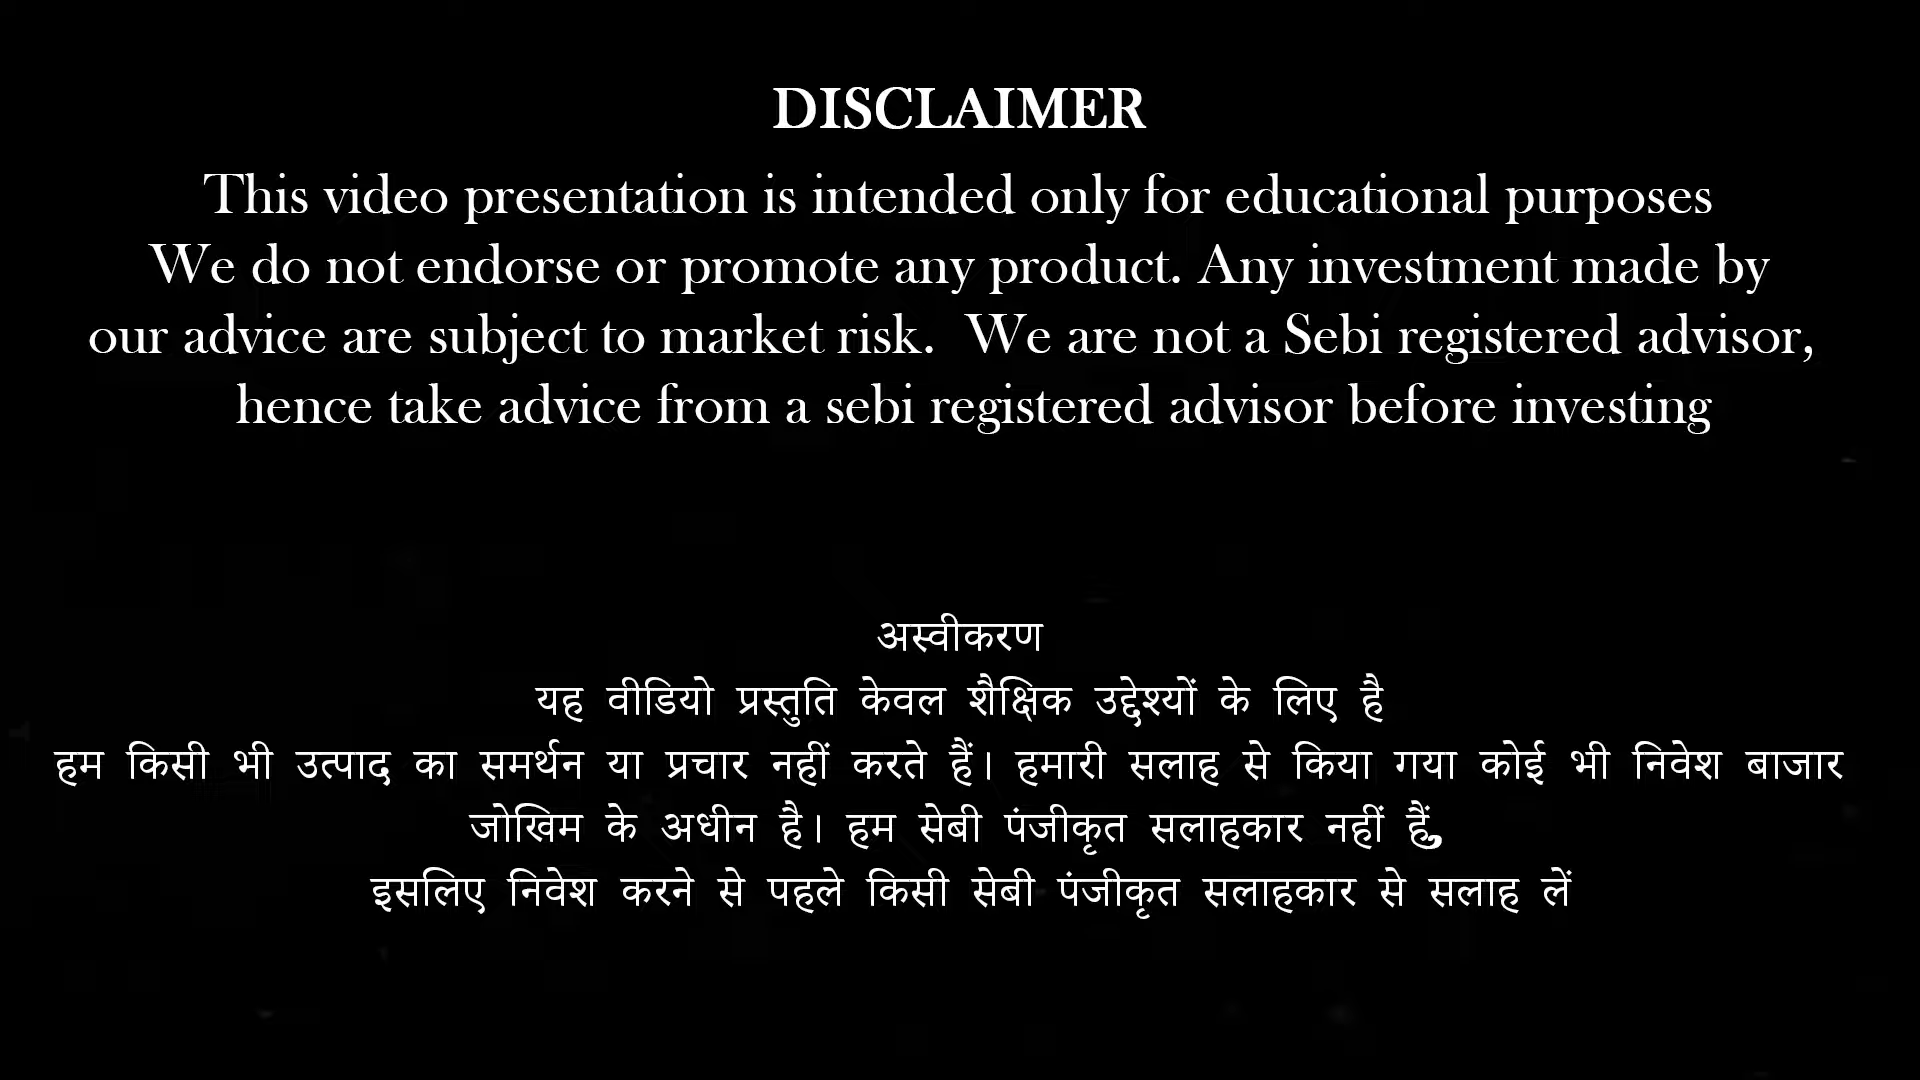 DISCLAIMER
This video presentation is intended only for educational purposes
We do not endorse or promote any product. Any investment made by
our advice are subject to market risk.  We are not a Sebi registered advisor,
hence take advice from a sebi registered advisor before investing
अस्वीकरण
यह वीडियो प्रस्तुति केवल शैक्षिक उद्देश्यों के लिए है
हम किसी भी उत्पाद का समर्थन या प्रचार नहीं करते हैं। हमारी सलाह से किया गया कोई भी निवेश बाजार
जोखिम के अधीन है। हम सेबी पंजीकृत सलाहकार नहीं हैं,
इसलिए निवेश करने से पहले किसी सेबी पंजीकृत सलाहकार से सलाह लें